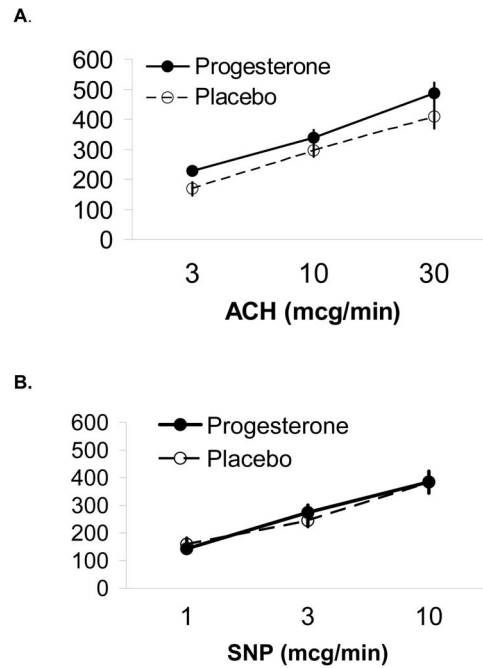 A.
600
500
400
300
200
100
0
Progesterone
Placebo
3 10 30
ACH (mcg/min)
B.
600
500
400
300
200
100
0
Progesterone
Placebo
1 3 10
SNP (mcg/min)